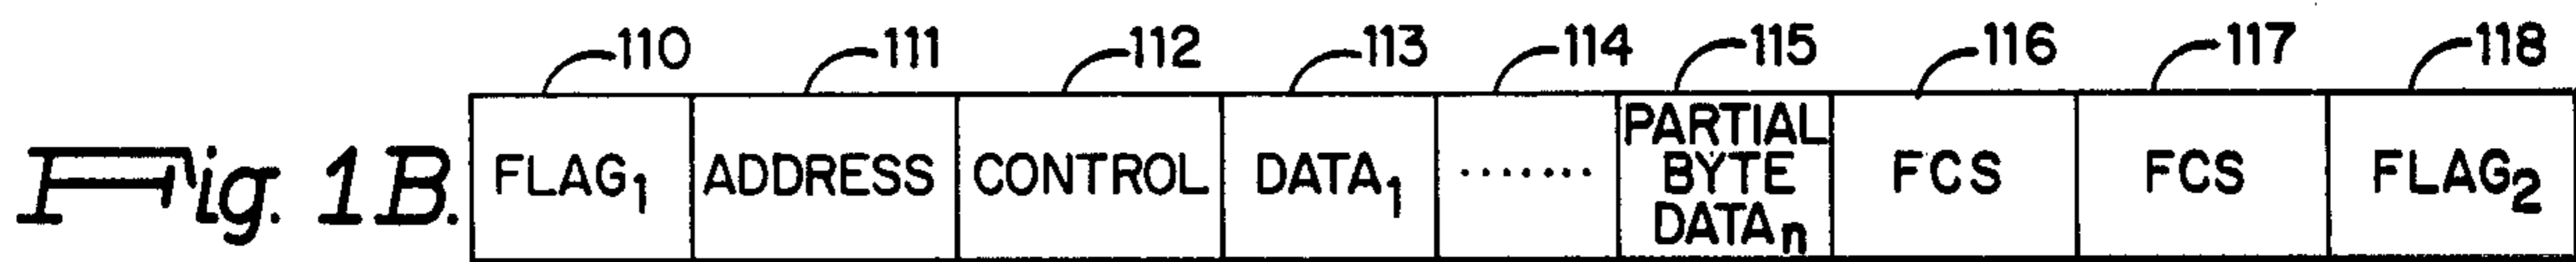 110 111 112 113 114 115 116 117 118
Fig. 1B. FLAG₁ ADDRESS CONTROL DATA₁ ....... PARTIAL BYTE DATAₙ FCS FCS FLAG₂